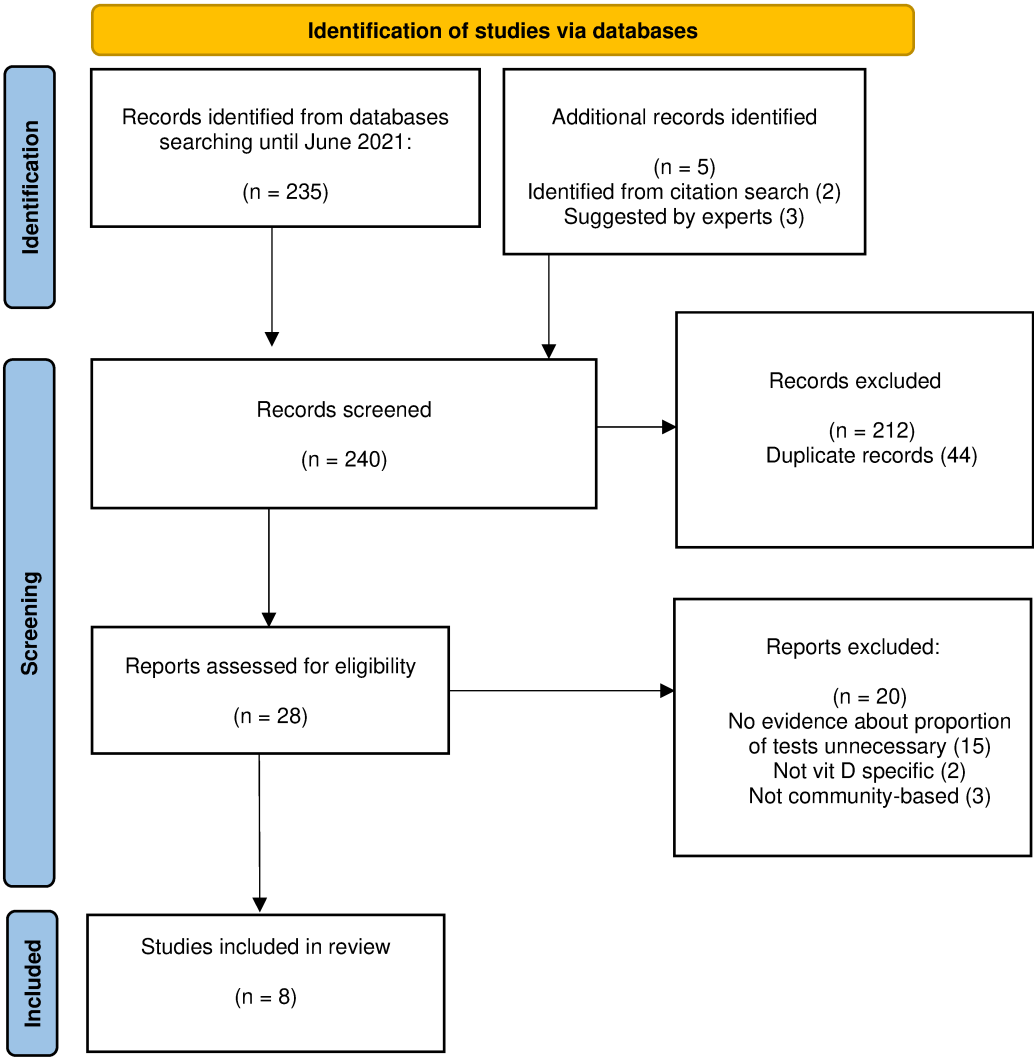 Identification of studies via databases
Identification
Records identified from databases
searching until June 2021:
(n = 235)
Additional records identified
(n = 5)
Identified from citation search (2)
Suggested by experts (3)
Screening
Records screened
(n = 240)
Records excluded
(n = 212)
Duplicate records (44)
Reports assessed for eligibility
(n = 28)
Reports excluded:
(n = 20)
No evidence about proportion
of tests unnecessary (15)
Not vit D specific (2)
Not community-based (3)
Included
Studies included in review
(n = 8)